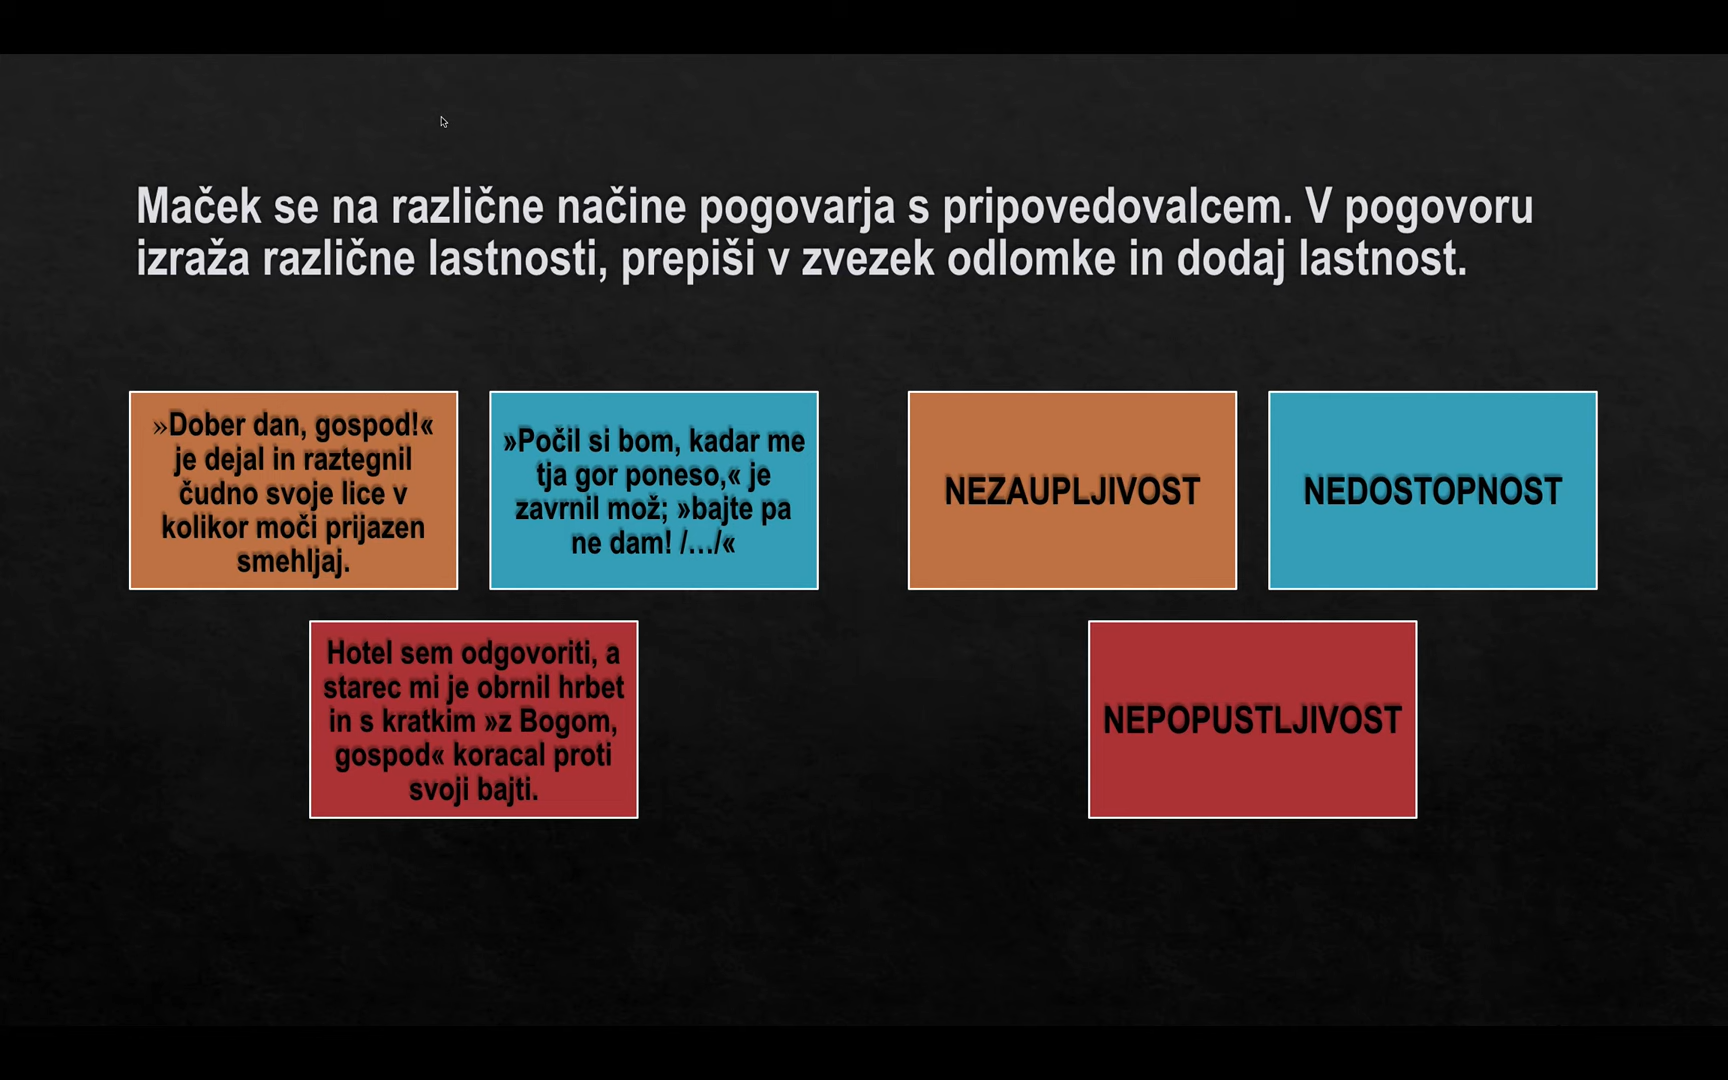 Maček se na različne načine pogovarja s pripovedovalcem. V pogovoru
izraža različne lastnosti, prepiši v zvezek odlomke in dodaj lastnost.
»Dober dan, gospod!«
je dejal in raztegnil
čudno svoje lice v
kolikor moči prijazen
smehljaj.
»Počil si bom, kadar me
tja gor poneso,« je
zavrnil mož; »bajte pa
ne dam! /…/«
Hotel sem odgovoriti, a
starec mi je obrnil hrbet
in s kratkim »z Bogom,
gospod« koracal proti
svoji bajti.
NEZAUPLJIVOST
NEDOSTOPNOST
NEPOPUSTLJIVOST